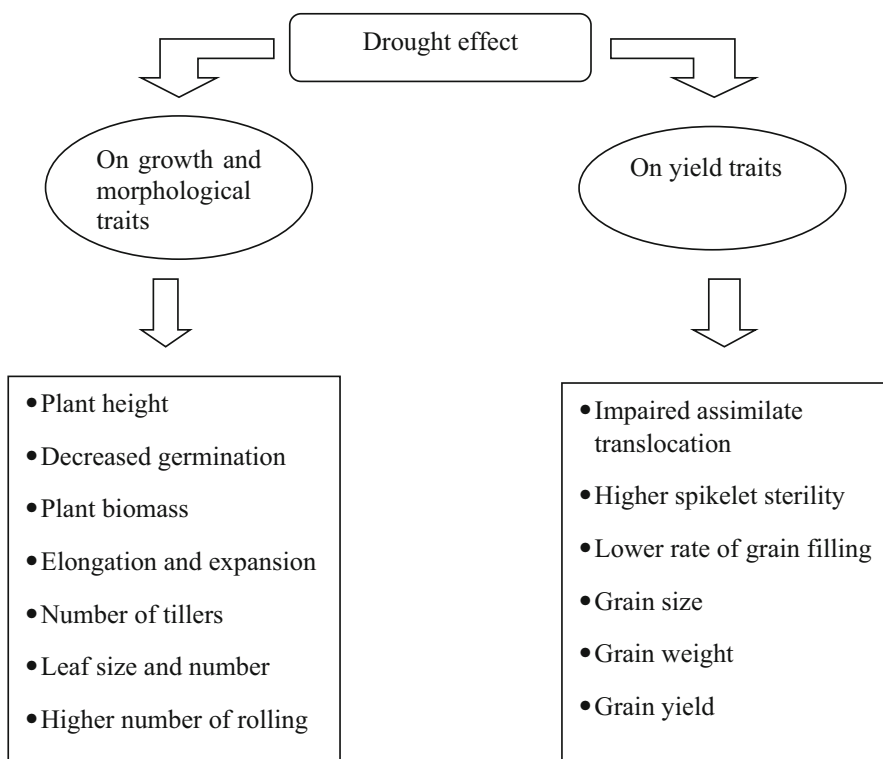 Drought effect
On growth and
morphological
traits
On yield traits
•Plant height
•Decreased germination
•Plant biomass
•Elongation and expansion
•Number of tillers
•Leaf size and number
•Higher number of rolling
•Impaired assimilate
translocation
•Higher spikelet sterility
•Lower rate of grain filling
•Grain size
•Grain weight
•Grain yield